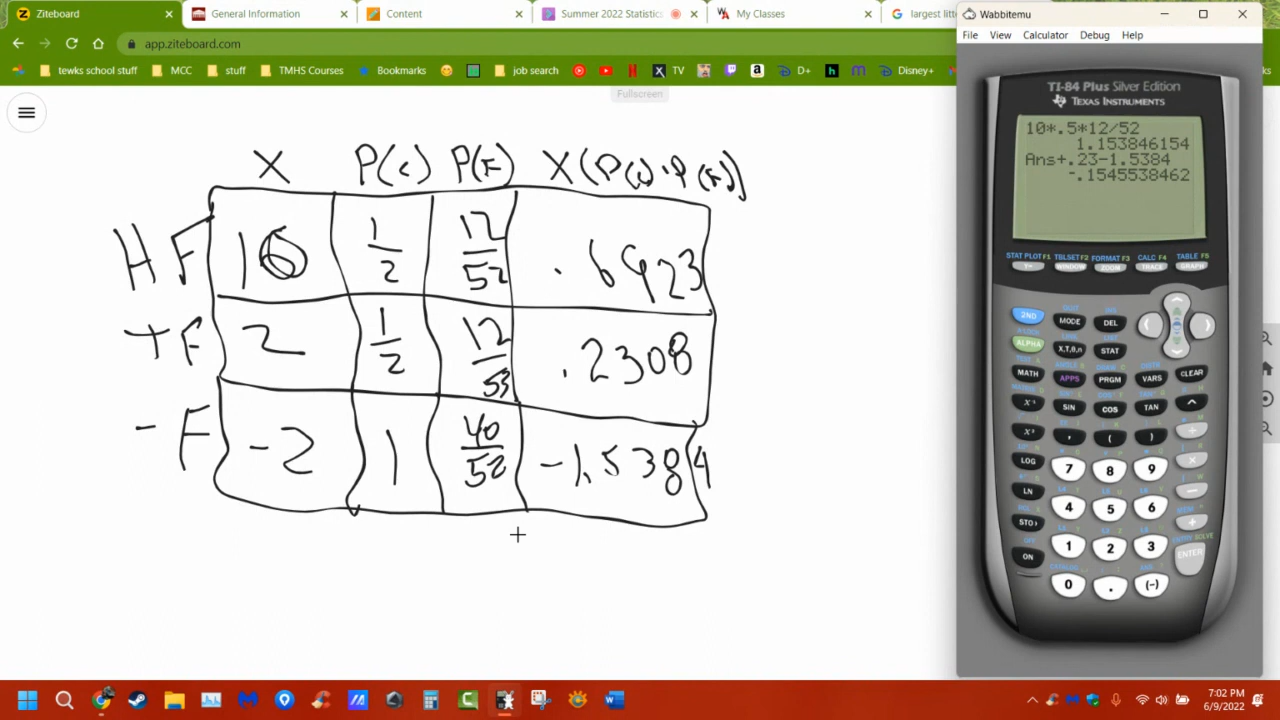 Ziteboard
General Information
Content
Summer 2022 Statistic
My Classes
largest litt
app.ziteboard.com
tewks school stuff
MCC
stuff
TMHS Courses
Bookmarks
job search
TV
D+
Disney+
Fullscreen
X P(c) P(F) X(P(c)·P(F))
HF 1 1/2 12/52 .6923
+F 2 1/2 12/53 .2308
-F -2 1 40/52 -1.5384
Wabbitemu
File View Calculator Debug Help
TI-84 Plus Silver Edition
TEXAS INSTRUMENTS
10*.5*12/52
1.153846154
Ans+.23-1.5384
-.1545538462
STAT PLOT F1 TBLSET F2 FORMAT F3 CALC F4 TABLE F5
Y= WINDOW ZOOM TRACE GRAPH
2ND MODE DEL
ALPHA X,T,θ,n STAT
MATH APPS PRGM VARS CLEAR
SIN COS TAN ^
, ( )
LOG 7 8 9
LN 4 5 6
STO 1 2 3
ON 0 . (-) ENTER
7:02 PM
6/9/2022